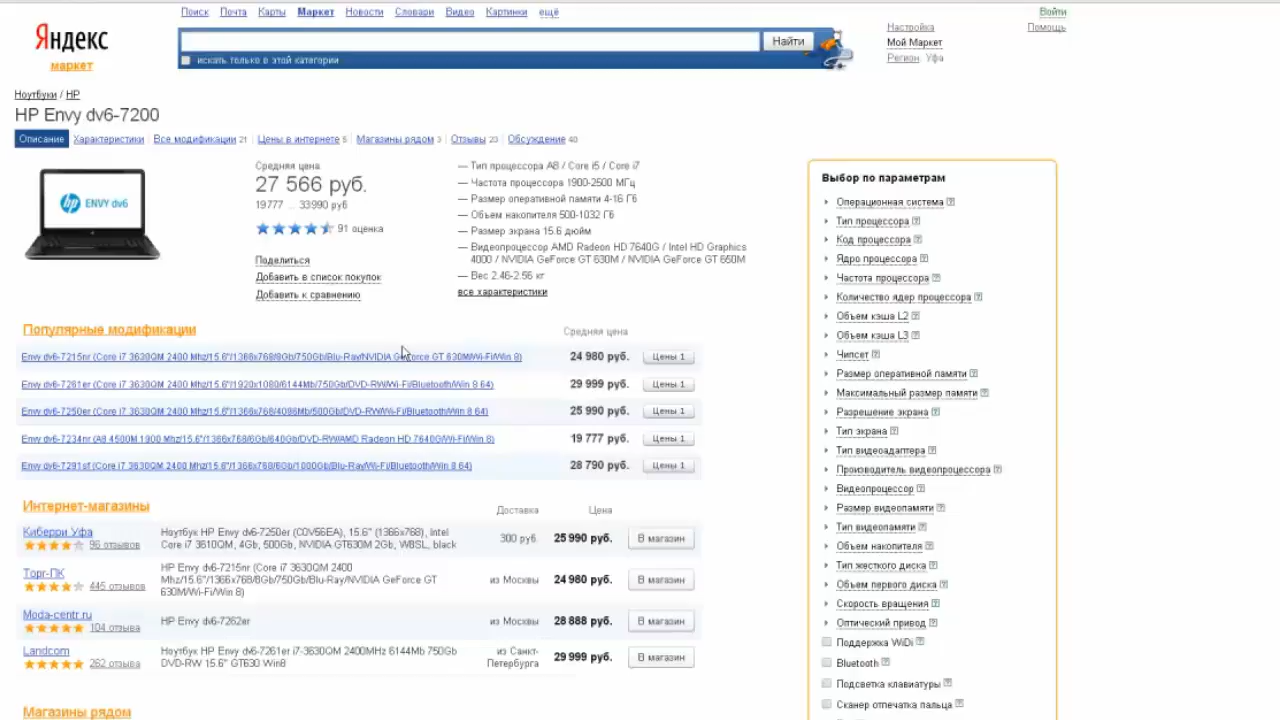 Поиск Почта Карты Маркет Новости Словари Видео Картинки ещё
Войти
Яндекс
маркет
Найти
искать только в этой категории
Настройка
Помощь
Мой Маркет
Регион: Уфа
Ноутбуки / HP
HP Envy dv6-7200
Описание Характеристики Все модификации 21 Цены в интернете 5 Магазины рядом 3 Отзывы 23 Обсуждение 40
hp ENVY dv6
Средняя цена
27 566 руб.
19777 ... 33990 руб
91 оценка
Поделиться
Добавить в список покупок
Добавить к сравнению
— Тип процессора A8 / Core i5 / Core i7
— Частота процессора 1900-2500 МГц
— Размер оперативной памяти 4-16 Гб
— Объем накопителя 500-1032 Гб
— Размер экрана 15.6 дюйм
— Видеопроцессор AMD Radeon HD 7640G / Intel HD Graphics
4000 / NVIDIA GeForce GT 630M / NVIDIA GeForce GT 650M
— Вес 2.46-2.56 кг
все характеристики
Популярные модификации
Средняя цена
Envy dv6-7215nr (Core i7 3630QM 2400 Mhz/15.6"/1366x768/8Gb/750Gb/Blu-Ray/NVIDIA GeForce GT 630M/Wi-Fi/Win 8) 24 980 руб. Цены 1
Envy dv6-7261er (Core i7 3630QM 2400 Mhz/15.6"/1920x1080/6144Mb/750Gb/DVD-RW/Wi-Fi/Bluetooth/Win 8 64) 29 999 руб. Цены 1
Envy dv6-7250er (Core i7 3630QM 2400 Mhz/15.6"/1366x768/4096Mb/500Gb/DVD-RW/Wi-Fi/Bluetooth/Win 8 64) 25 990 руб. Цены 1
Envy dv6-7234nr (A8 4500M 1900 Mhz/15.6"/1366x768/6Gb/640Gb/DVD-RW/AMD Radeon HD 7640G/Wi-Fi/Win 8) 19 777 руб. Цены 1
Envy dv6-7291sf (Core i7 3630QM 2400 Mhz/15.6"/1366x768/6Gb/1000Gb/Blu-Ray/Wi-Fi/Bluetooth/Win 8 64) 28 790 руб. Цены 1
Интернет-магазины
Доставка Цена
Киберри Уфа
96 отзывов
Ноутбук HP Envy dv6-7250er (C0V56EA), 15.6" (1366x768), Intel
Core i7 3610QM, 4Gb, 500Gb, NVIDIA GT630M 2Gb, WBSL, black
300 руб. 25 990 руб. В магазин
Торг-ПК
445 отзывов
HP Envy dv6-7215nr (Core i7 3630QM 2400
Mhz/15.6"/1366x768/8Gb/750Gb/Blu-Ray/NVIDIA GeForce GT
630M/Wi-Fi/Win 8)
из Москвы 24 980 руб. В магазин
Moda-centr.ru
104 отзыва
HP Envy dv6-7262er
из Москвы 28 888 руб. В магазин
Landcom
262 отзыва
Ноутбук HP Envy dv6-7261er i7-3630QM 2400MHz 6144Mb 750Gb
DVD-RW 15.6" GT630 Win8
из Санкт-
Петербурга
29 999 руб. В магазин
Магазины рядом
Выбор по параметрам
Операционная система
Тип процессора
Код процессора
Ядро процессора
Частота процессора
Количество ядер процессора
Объем кэша L2
Объем кэша L3
Чипсет
Размер оперативной памяти
Максимальный размер памяти
Разрешение экрана
Тип экрана
Тип видеоадаптера
Производитель видеопроцессора
Видеопроцессор
Размер видеопамяти
Тип видеопамяти
Объем накопителя
Тип жесткого диска
Объем первого диска
Скорость вращения
Оптический привод
Поддержка WiDi
Bluetooth
Подсветка клавиатуры
Сканер отпечатка пальца